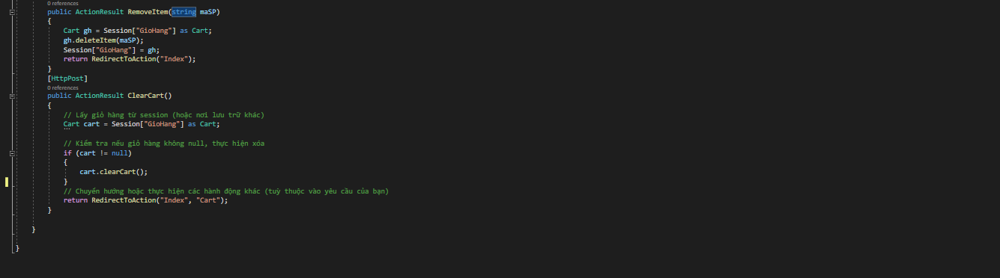 0 references
public ActionResult RemoveItem(string maSP)
{
Cart gh = Session["GioHang"] as Cart;
gh.deleteItem(maSP);
Session["GioHang"] = gh;
return RedirectToAction("Index");
}
[HttpPost]
0 references
public ActionResult ClearCart()
{
// Lấy giỏ hàng từ session (hoặc nơi lưu trữ khác)
Cart cart = Session["GioHang"] as Cart;
// Kiểm tra nếu giỏ hàng không null, thực hiện xóa
if (cart != null)
{
cart.clearCart();
}
// Chuyển hướng hoặc thực hiện các hành động khác (tuỳ thuộc vào yêu cầu của bạn)
return RedirectToAction("Index", "Cart");
}
}
}